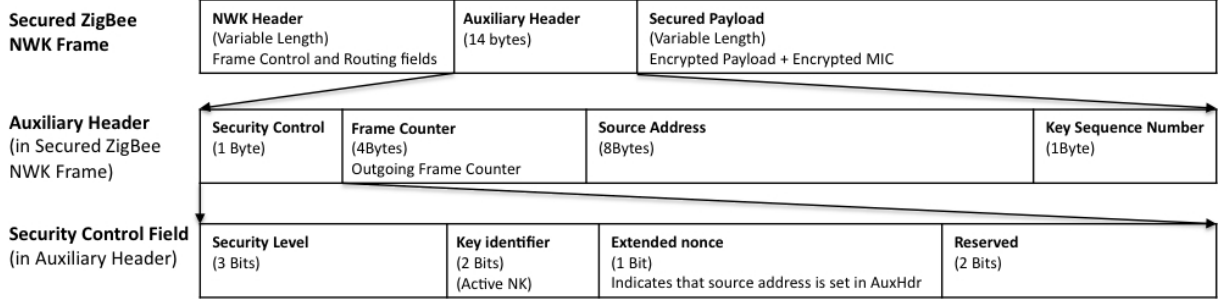 Secured ZigBee
NWK Frame
NWK Header
(Variable Length)
Frame Control and Routing fields
Auxiliary Header
(14 bytes)
Secured Payload
(Variable Length)
Encrypted Payload + Encrypted MIC
Auxiliary Header
(in Secured ZigBee
NWK Frame)
Security Control
(1 Byte)
Frame Counter
(4Bytes)
Outgoing Frame Counter
Source Address
(8Bytes)
Key Sequence Number
(1Byte)
Security Control Field
(in Auxiliary Header)
Security Level
(3 Bits)
Key identifier
(2 Bits)
(Active NK)
Extended nonce
(1 Bit)
Indicates that source address is set in AuxHdr
Reserved
(2 Bits)